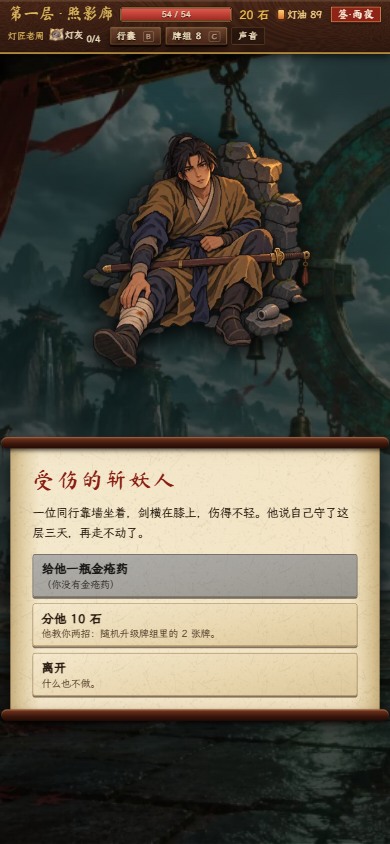 第一层·照影廊 54 / 54 20 石 灯油 89 签·雨夜
灯匠老周 灯友 0/4 行囊 B 牌组 8 C 声音
受伤的斩妖人
一位同行靠墙坐着，剑横在膝上，伤得不轻。他说自己守了这
层三天，再走不动了。
给他一瓶金疮药
（你没有金疮药）
分他 10 石
他教你两招：随机升级牌组里的 2 张牌。
离开
什么也不做。